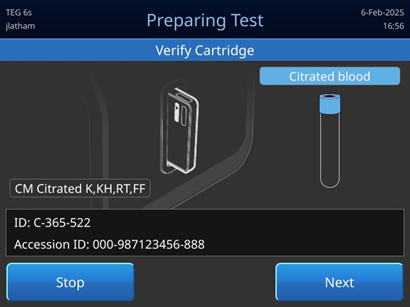 TEG 6s
Preparing Test
6-Feb-2025
jlatham
16:56
Verify Cartridge
Citrated blood
CM Citrated K,KH,RT,FF
ID: C-365-522
Accession ID: 000-987123456-888
Stop
Next